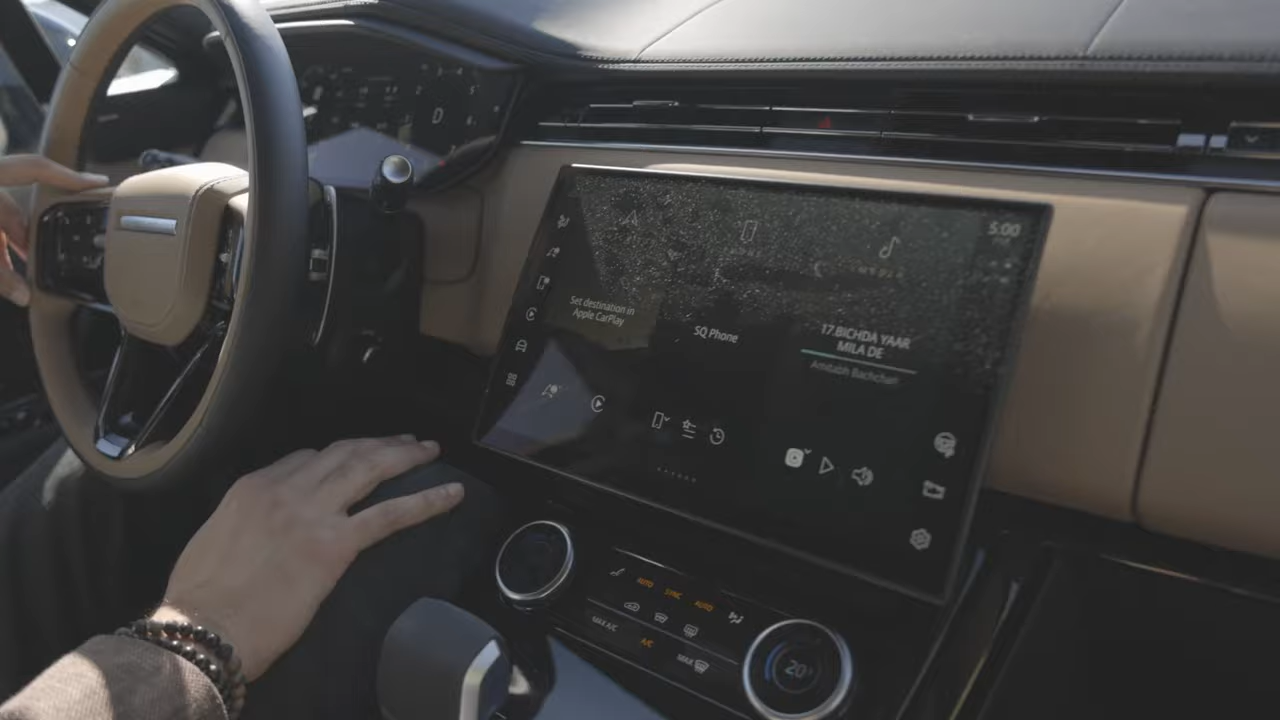 D
5:00
Set destination in
Apple CarPlay
SQ Phone
17.BICHDA YAAR
MILA DE
Amitabh Bachchan
AUTO
SYNC
AUTO
MAX A/C
A/C
MAX
20°